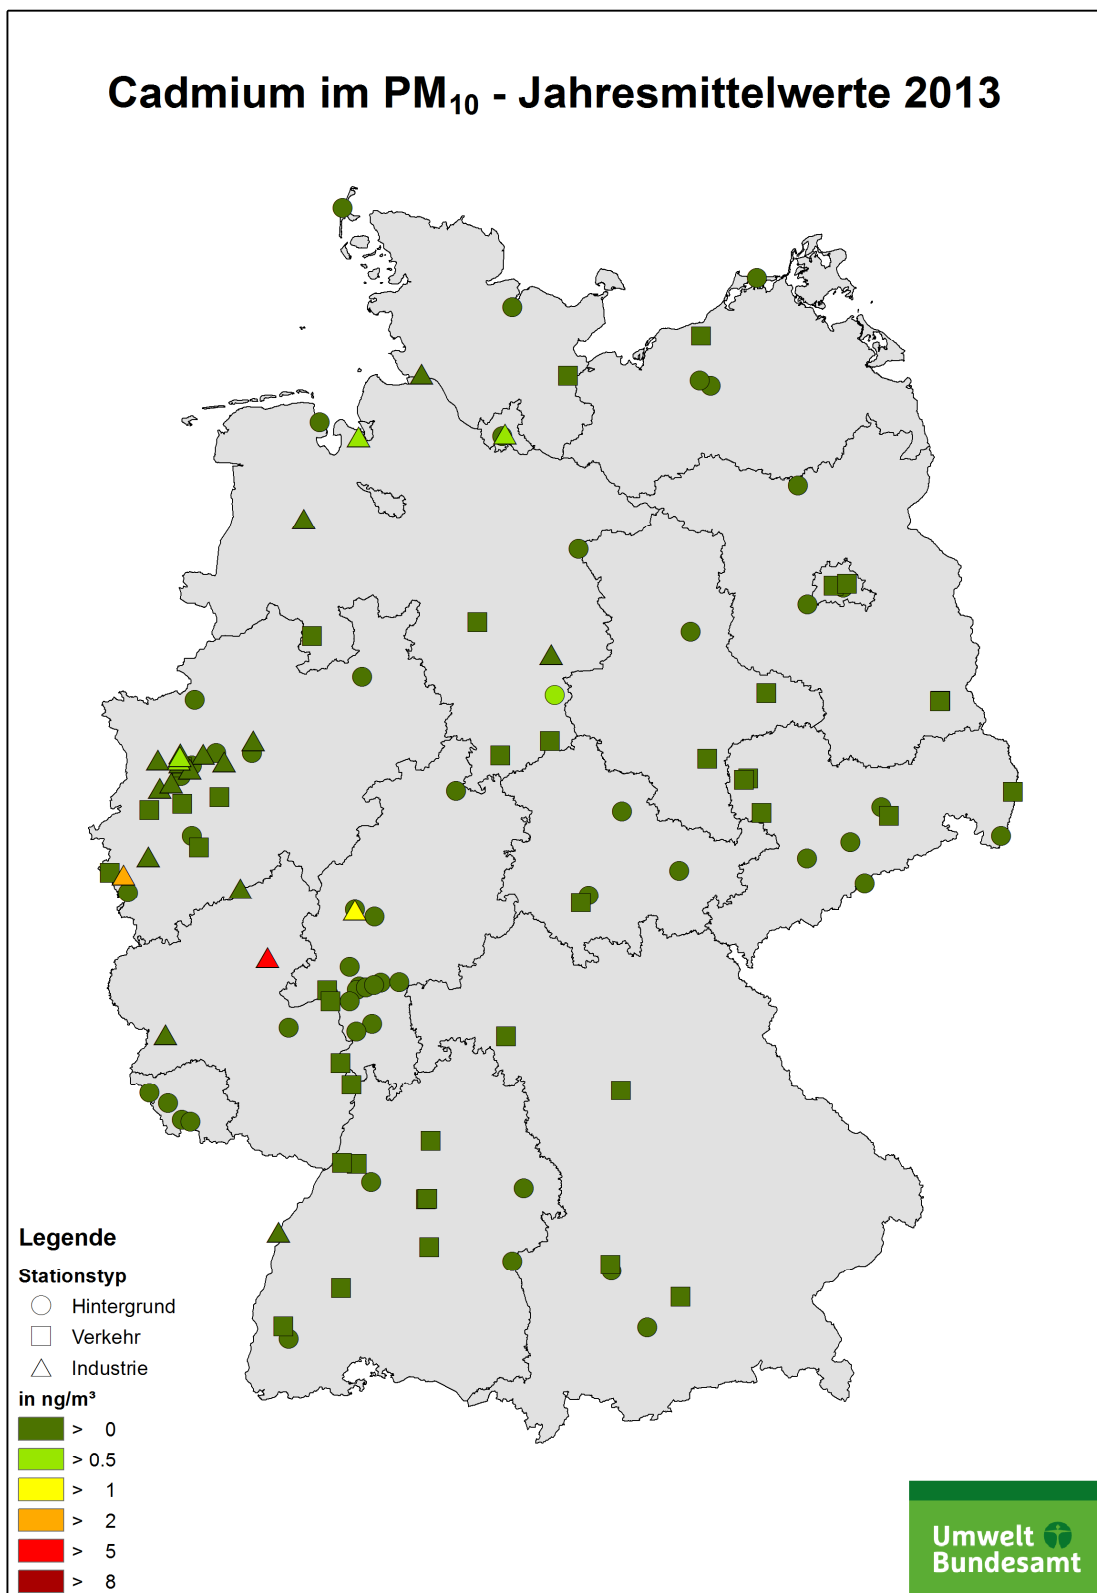 Cadmium im PM₁₀ - Jahresmittelwerte 2013
Legende
Stationstyp
Hintergrund
Verkehr
Industrie
in ng/m³
> 0
> 0.5
> 1
> 2
> 5
> 8
Umwelt
Bundesamt